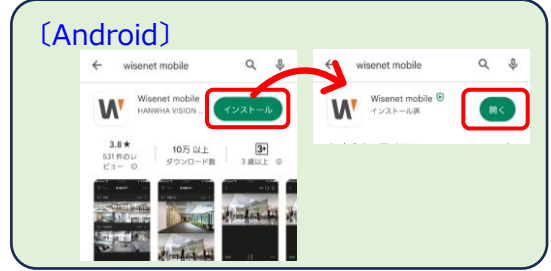 〔Android〕
wisenet mobile
Wisenet mobile
HANWHA VISION ...
インストール
3.8★
531 件のレビュー
10万 以上
ダウンロード数
3+
3 歳以上
wisenet mobile
Wisenet mobile
インストール済
開く